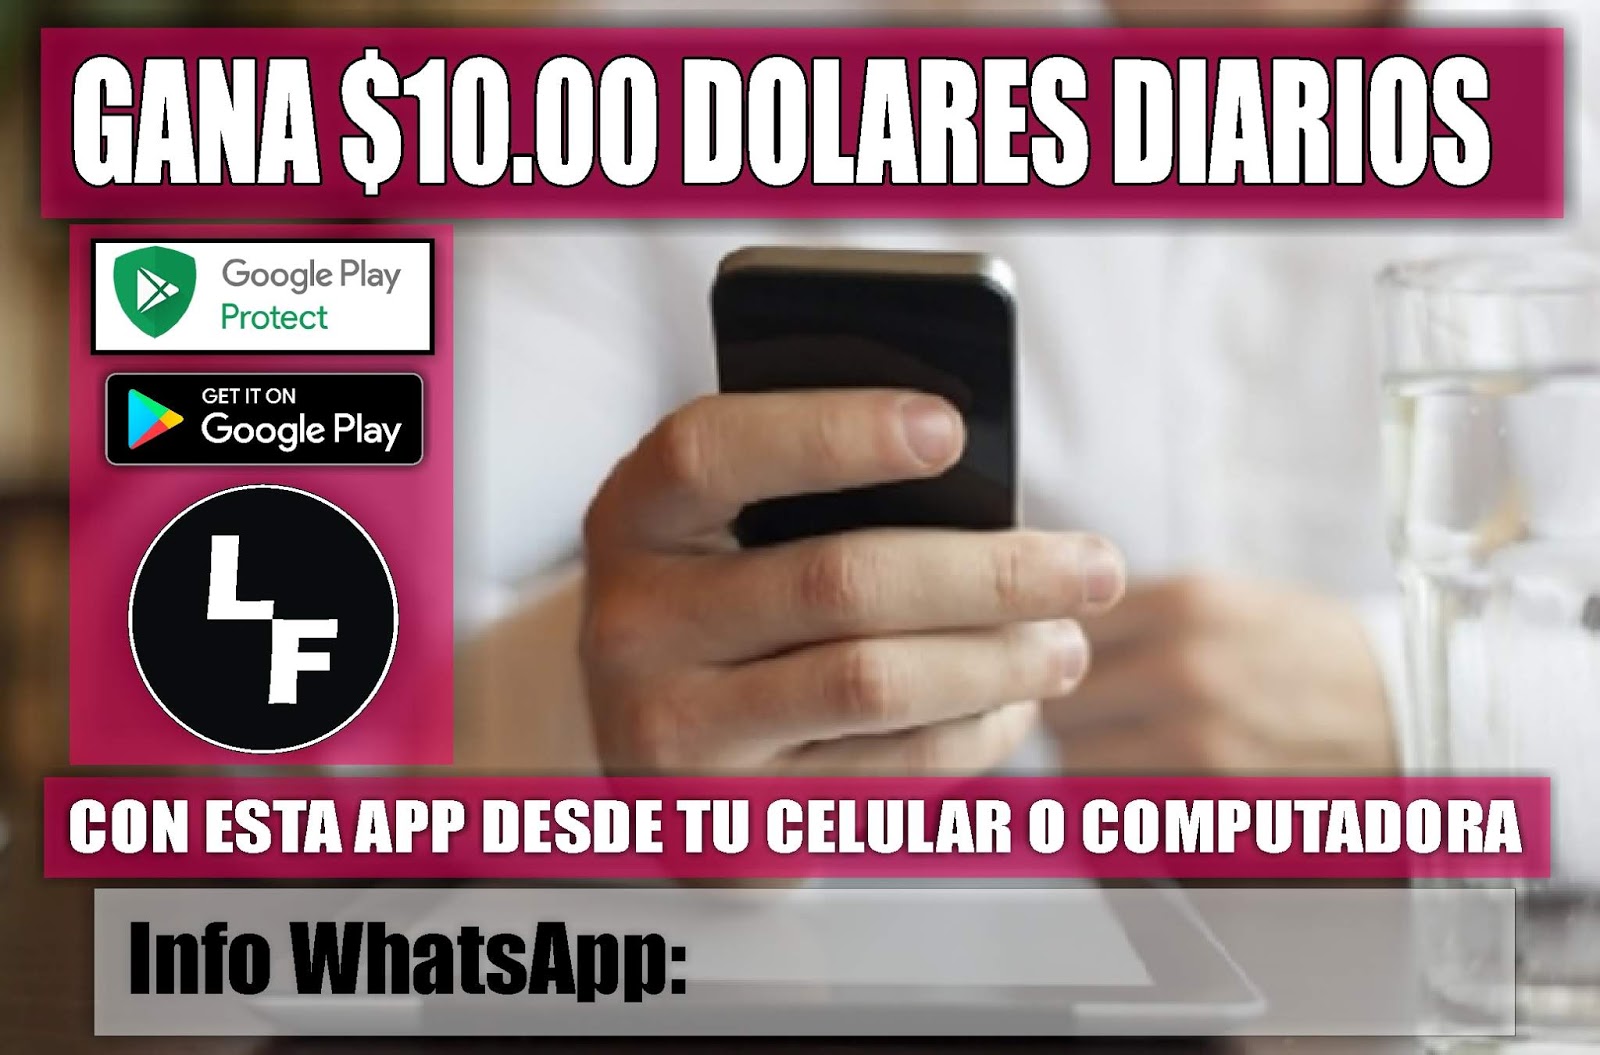 GANA $10.00 DOLARES DIARIOS
Google Play
Protect
GET IT ON
Google Play
L
F
CON ESTA APP DESDE TU CELULAR O COMPUTADORA
Info WhatsApp: